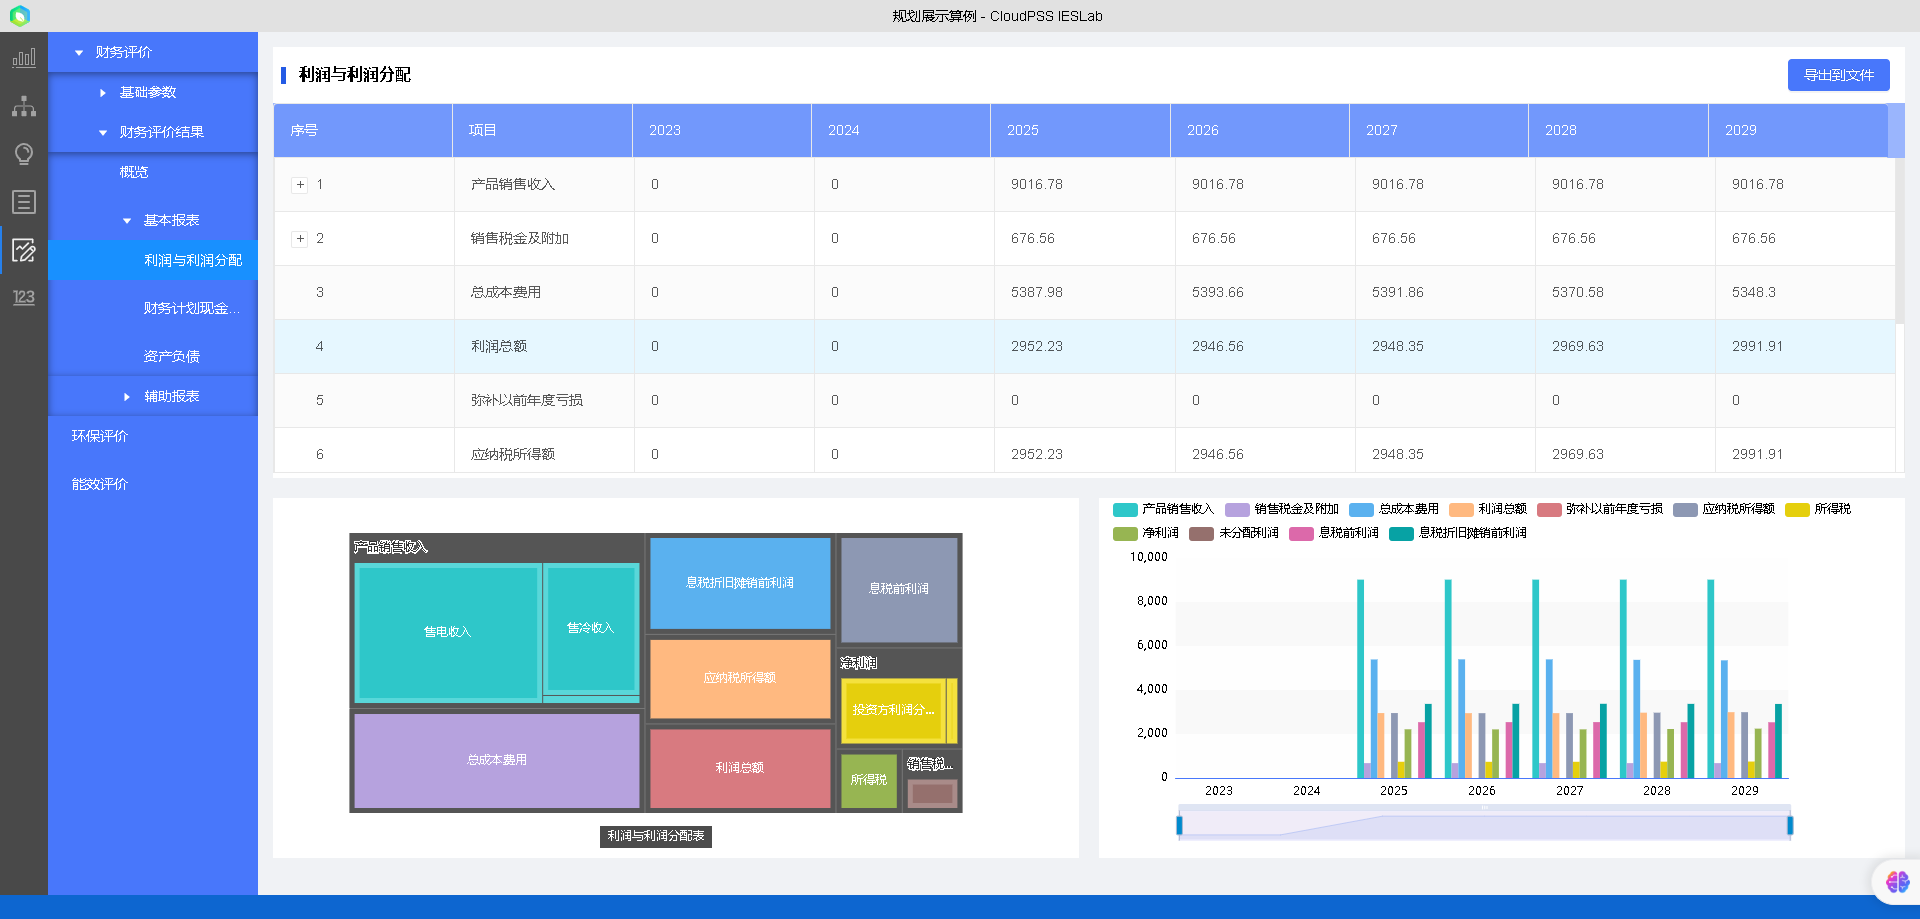 规划展示算例 - CloudPSS IESLab
财务评价
基础参数
财务评价结果
概览
基本报表
利润与利润分配
财务计划现金...
资产负债
辅助报表
环保评价
能效评价
123
利润与利润分配
导出到文件
序号 项目 2023 2024 2025 2026 2027 2028 2029
+ 1 产品销售收入 0 0 9016.78 9016.78 9016.78 9016.78 9016.78
+ 2 销售税金及附加 0 0 676.56 676.56 676.56 676.56 676.56
3 总成本费用 0 0 5387.98 5393.66 5391.86 5370.58 5348.3
4 利润总额 0 0 2952.23 2946.56 2948.35 2969.63 2991.91
5 弥补以前年度亏损 0 0 0 0 0 0 0
6 应纳税所得额 0 0 2952.23 2946.56 2948.35 2969.63 2991.91
产品销售收入
售电收入
售冷收入
总成本费用
息税折旧摊销前利润
应纳税所得额
利润总额
息税前利润
净利润
投资方利润分...
所得税
销售税...
利润与利润分配表
产品销售收入 销售税金及附加 总成本费用 利润总额 弥补以前年度亏损 应纳税所得额 所得税
净利润 未分配利润 息税前利润 息税折旧摊销前利润
10,000
8,000
6,000
4,000
2,000
0
2023 2024 2025 2026 2027 2028 2029